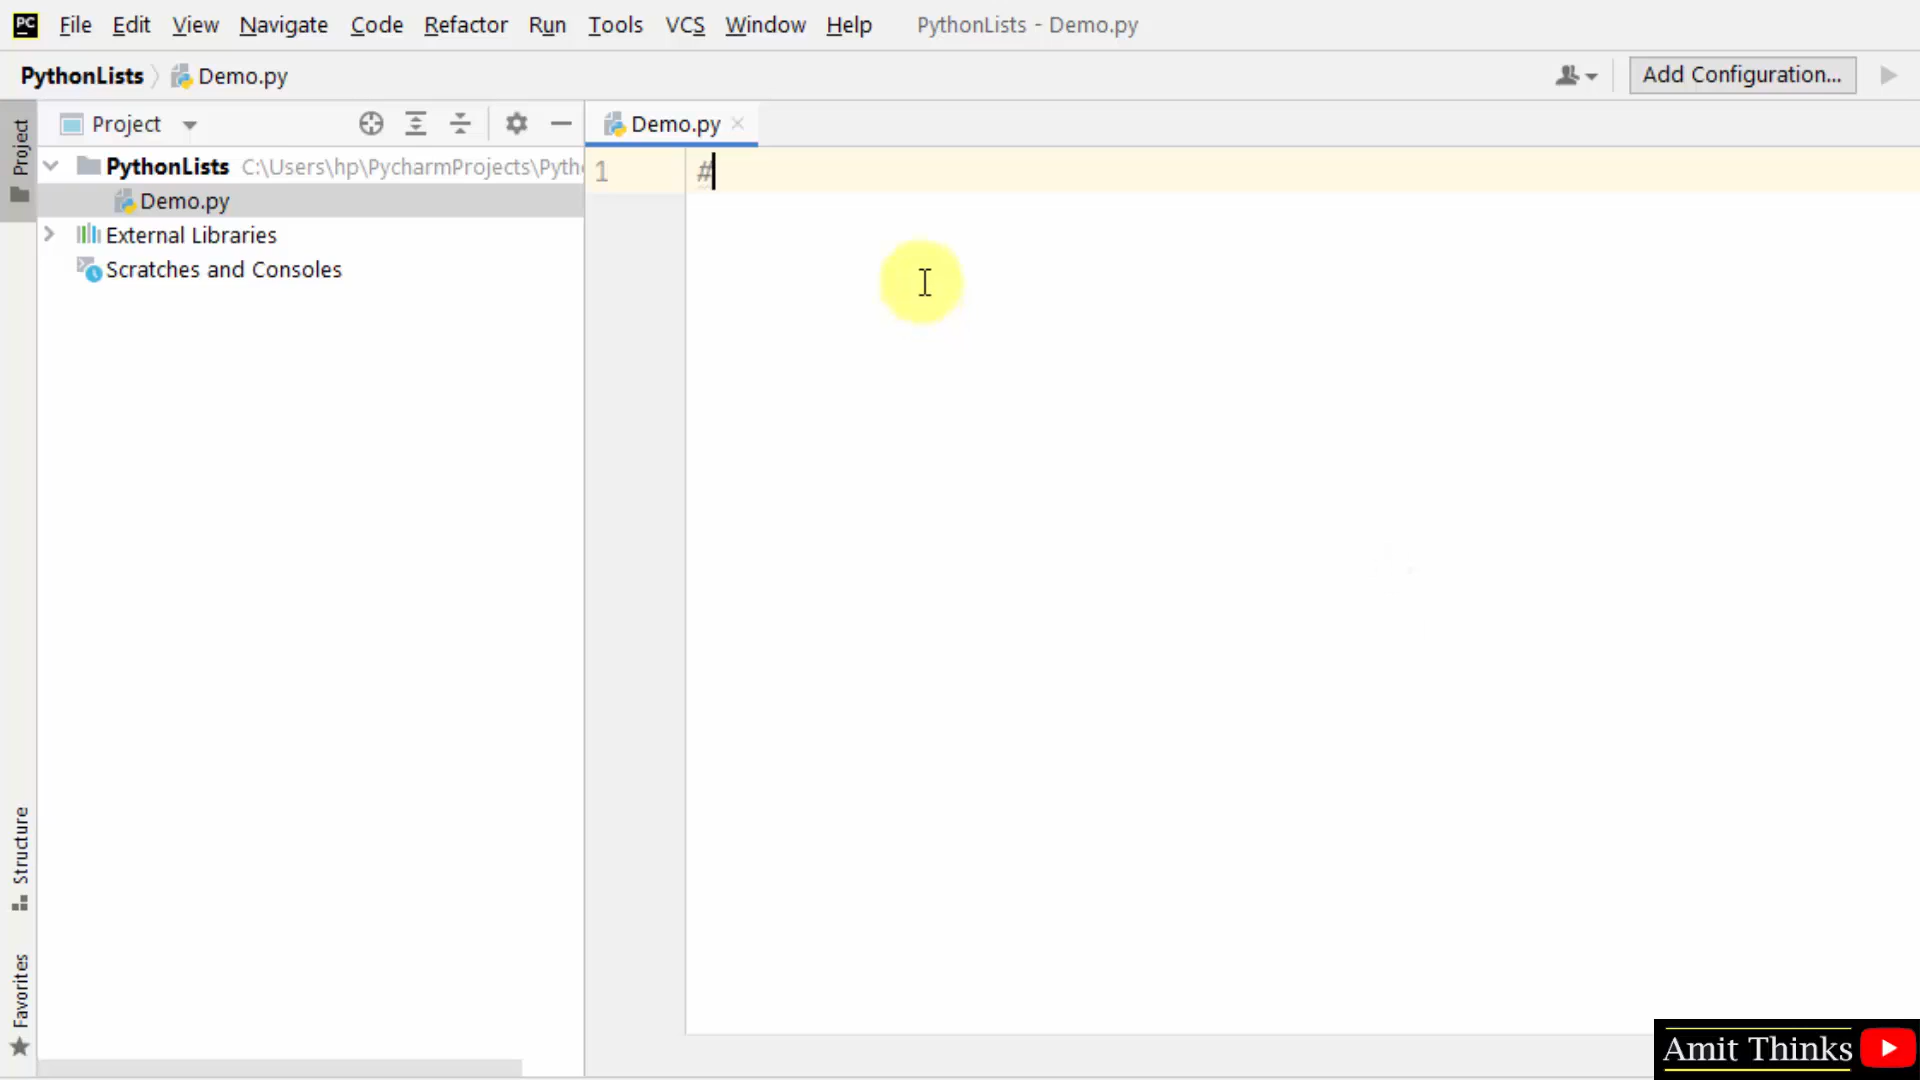 PC File Edit View Navigate Code Refactor Run Tools VCS Window Help PythonLists - Demo.py
PythonLists Demo.py Add Configuration...
Project Project Demo.py
PythonLists C:\Users\hp\PycharmProjects\Pytho
1 #
Demo.py
External Libraries
Scratches and Consoles
Structure
Favorites
Amit Thinks